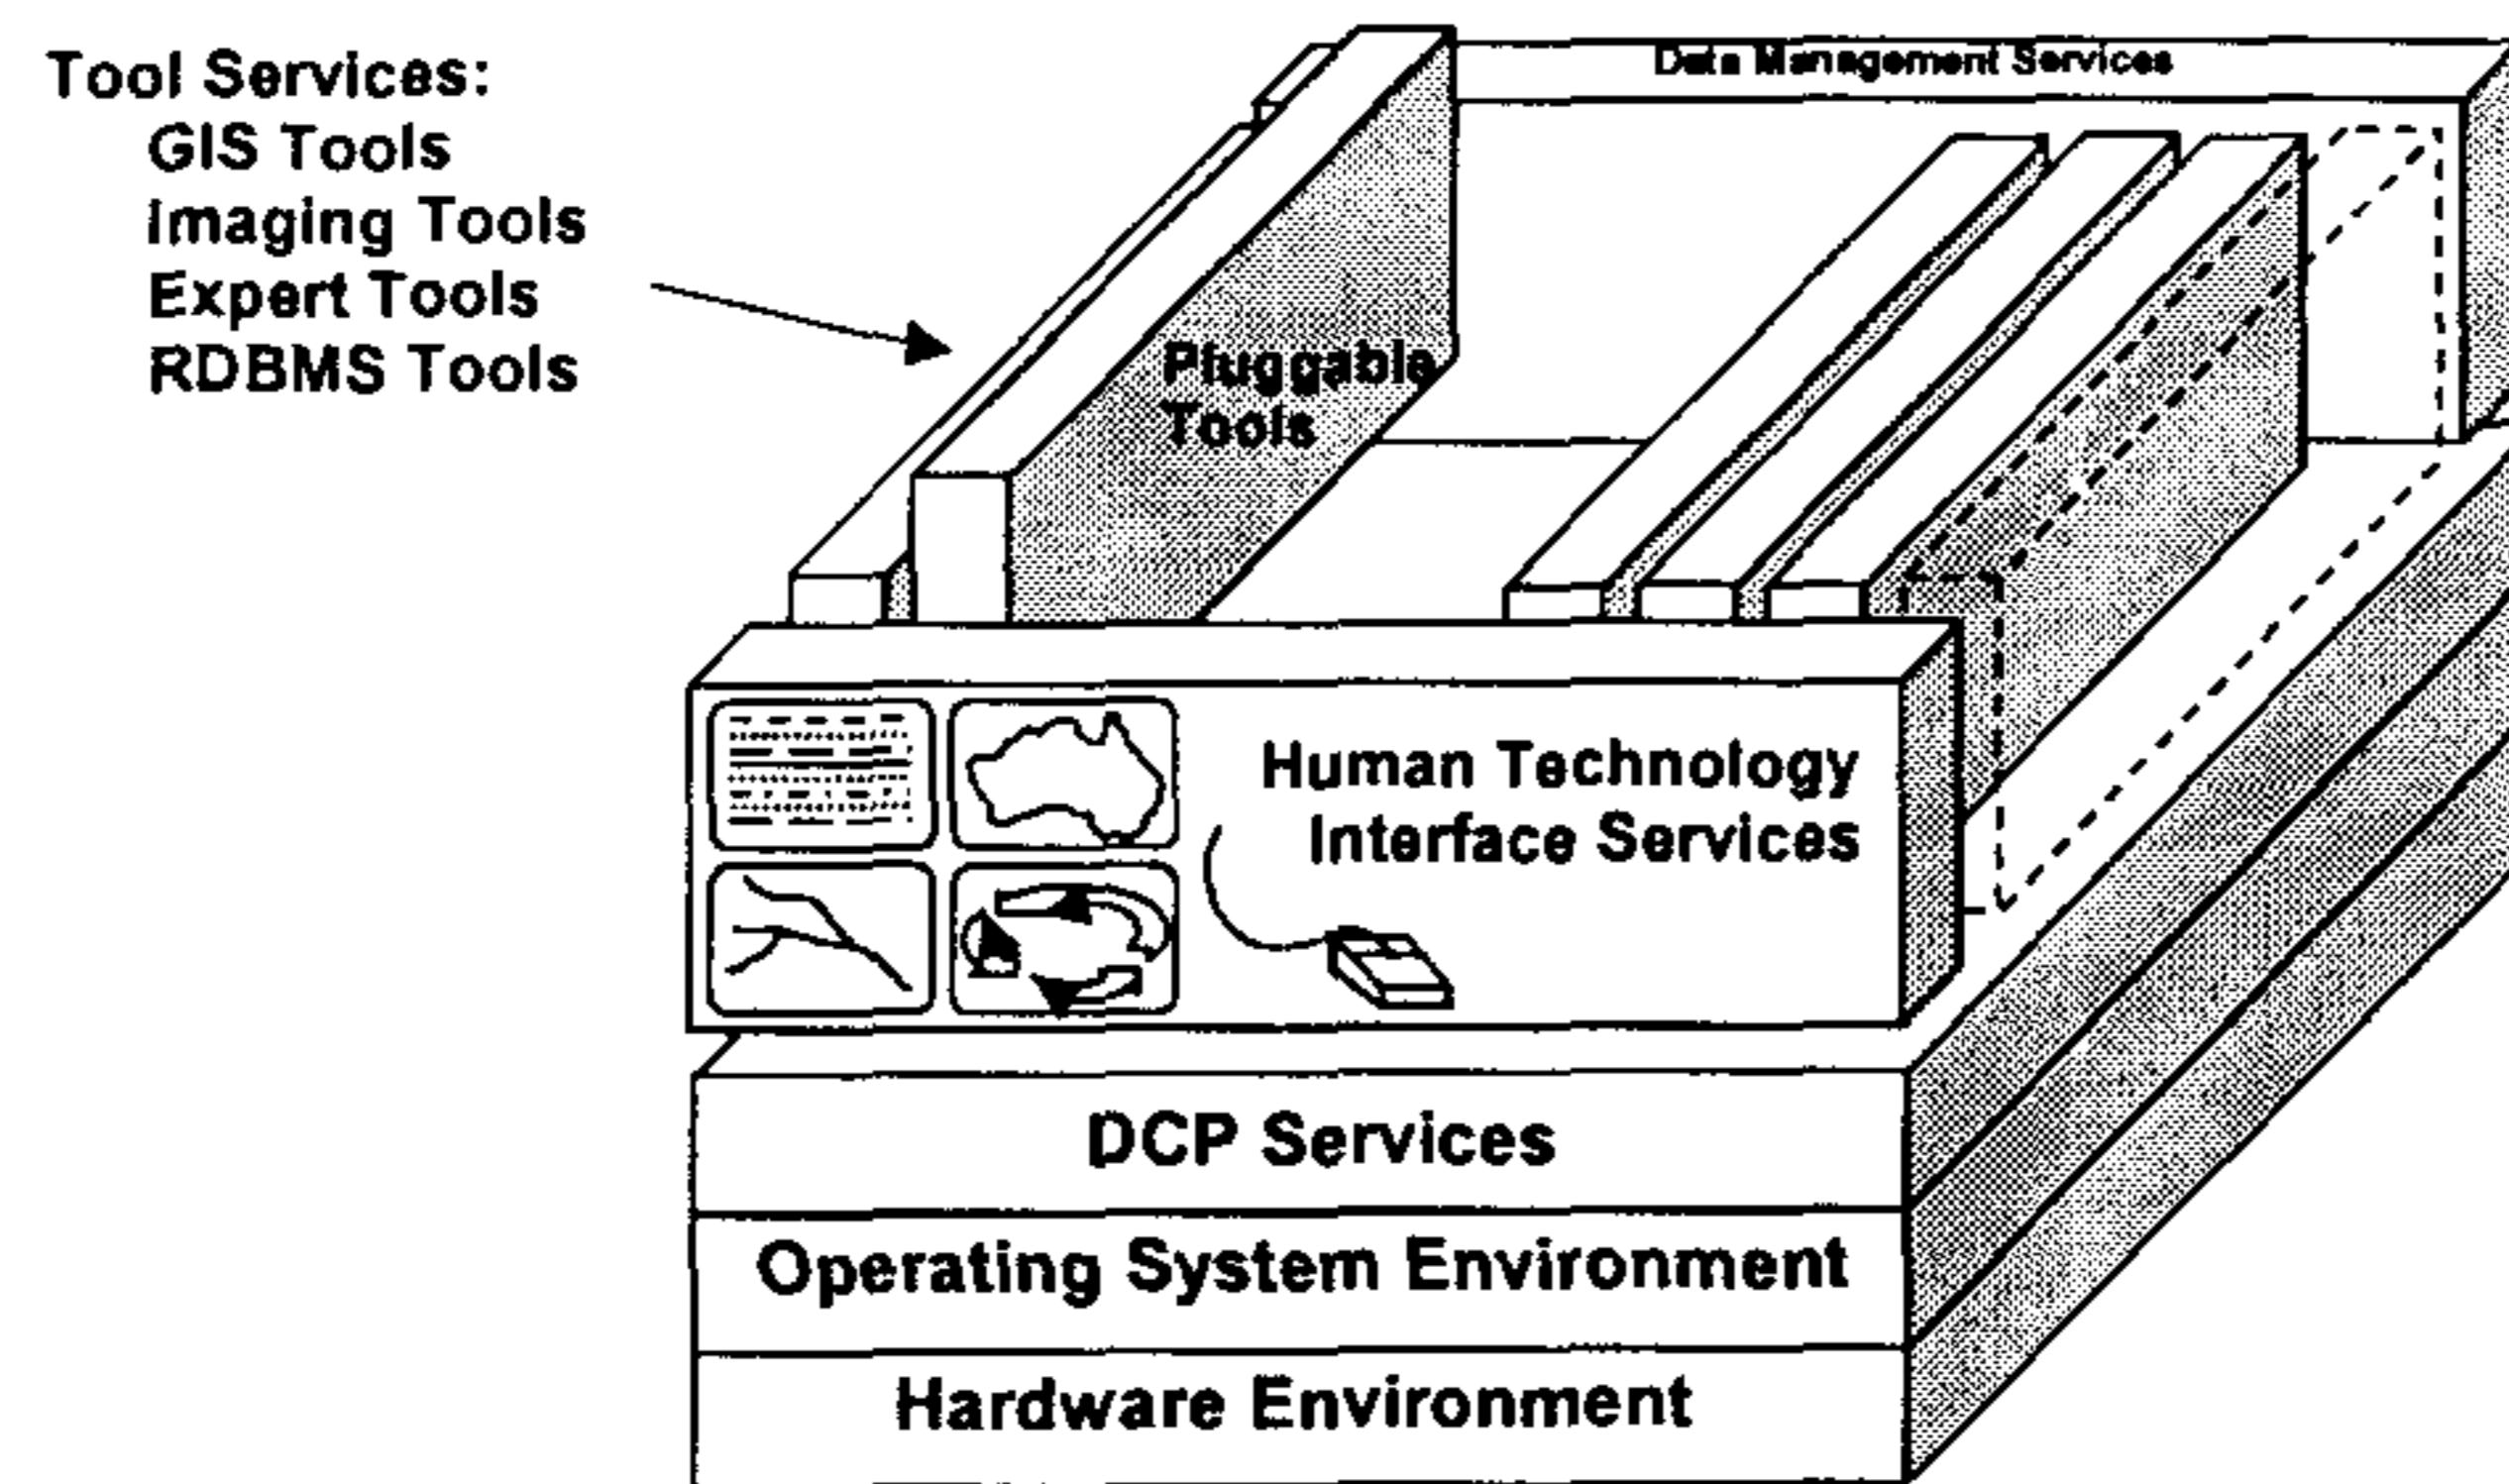 Tool Services:
GIS Tools
Imaging Tools
Expert Tools
RDBMS Tools
Data Management Services
Pluggable
Tools
Human Technology
Interface Services
DCP Services
Operating System Environment
Hardware Environment